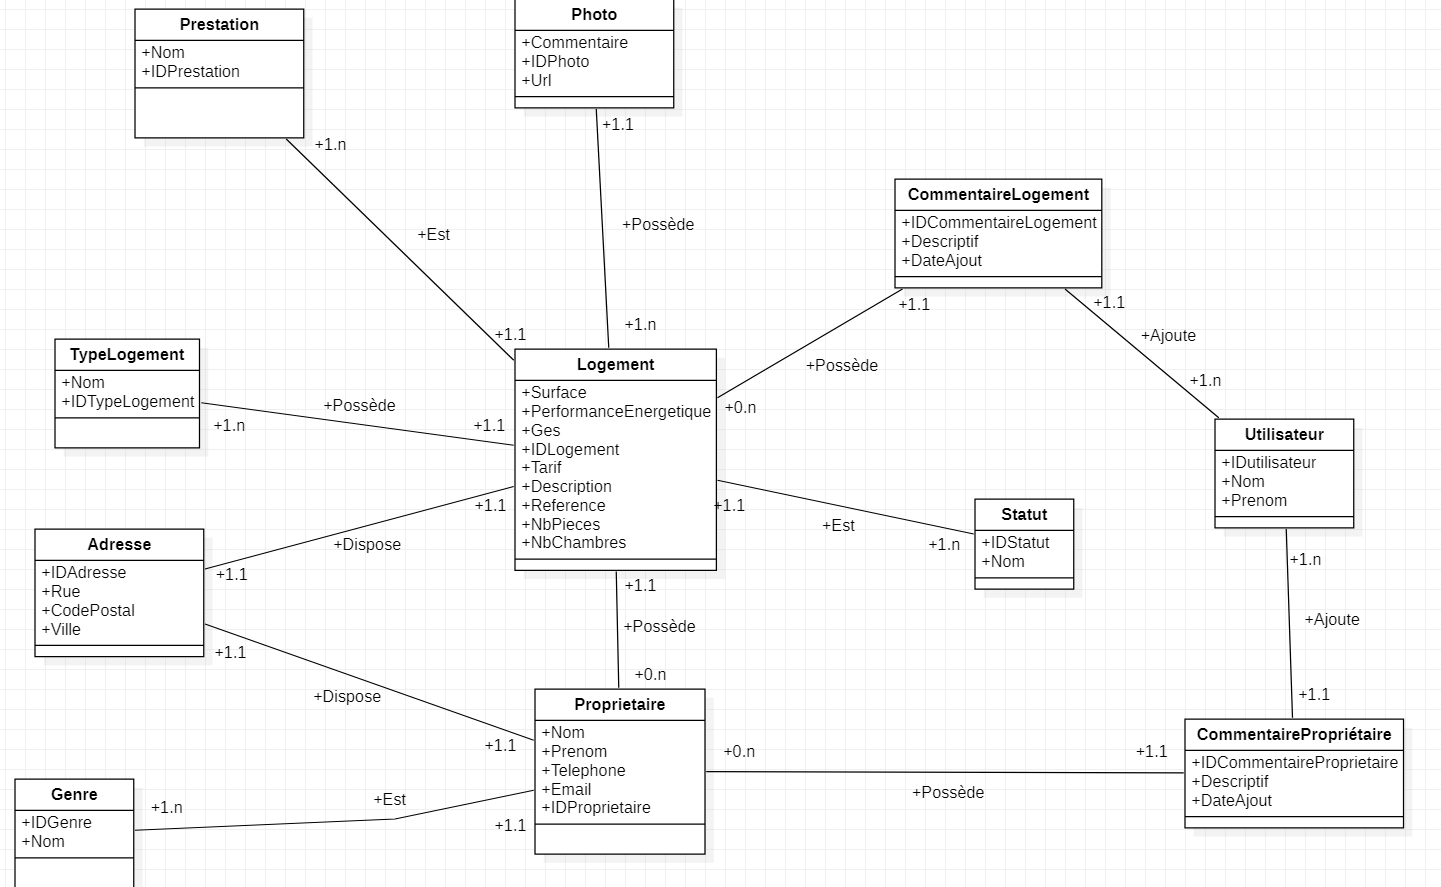 Prestation
+Nom
+IDPrestation
Photo
+Commentaire
+IDPhoto
+Url
+1.n
+1.1
+Est
+Possède
+1.1
+1.n
CommentaireLogement
+IDCommentaireLogement
+Descriptif
+DateAjout
+1.1
+1.1
+Possède
+Ajoute
+0.n
+1.n
TypeLogement
+Nom
+IDTypeLogement
+Possède
+1.n
+1.1
Logement
+Surface
+PerformanceEnergetique
+Ges
+IDLogement
+Tarif
+Description
+Reference
+NbPieces
+NbChambres
Utilisateur
+IDutilisateur
+Nom
+Prenom
+1.1
+1.1
+Est
+1.n
Statut
+IDStatut
+Nom
Adresse
+IDAdresse
+Rue
+CodePostal
+Ville
+Dispose
+1.1
+1.1
+Possède
+0.n
+1.n
+Ajoute
+1.1
+1.1
+Dispose
+1.1
Proprietaire
+Nom
+Prenom
+Telephone
+Email
+IDProprietaire
+0.n
+1.1
+Possède
CommentairePropriétaire
+IDCommentaireProprietaire
+Descriptif
+DateAjout
Genre
+IDGenre
+Nom
+1.n
+Est
+1.1